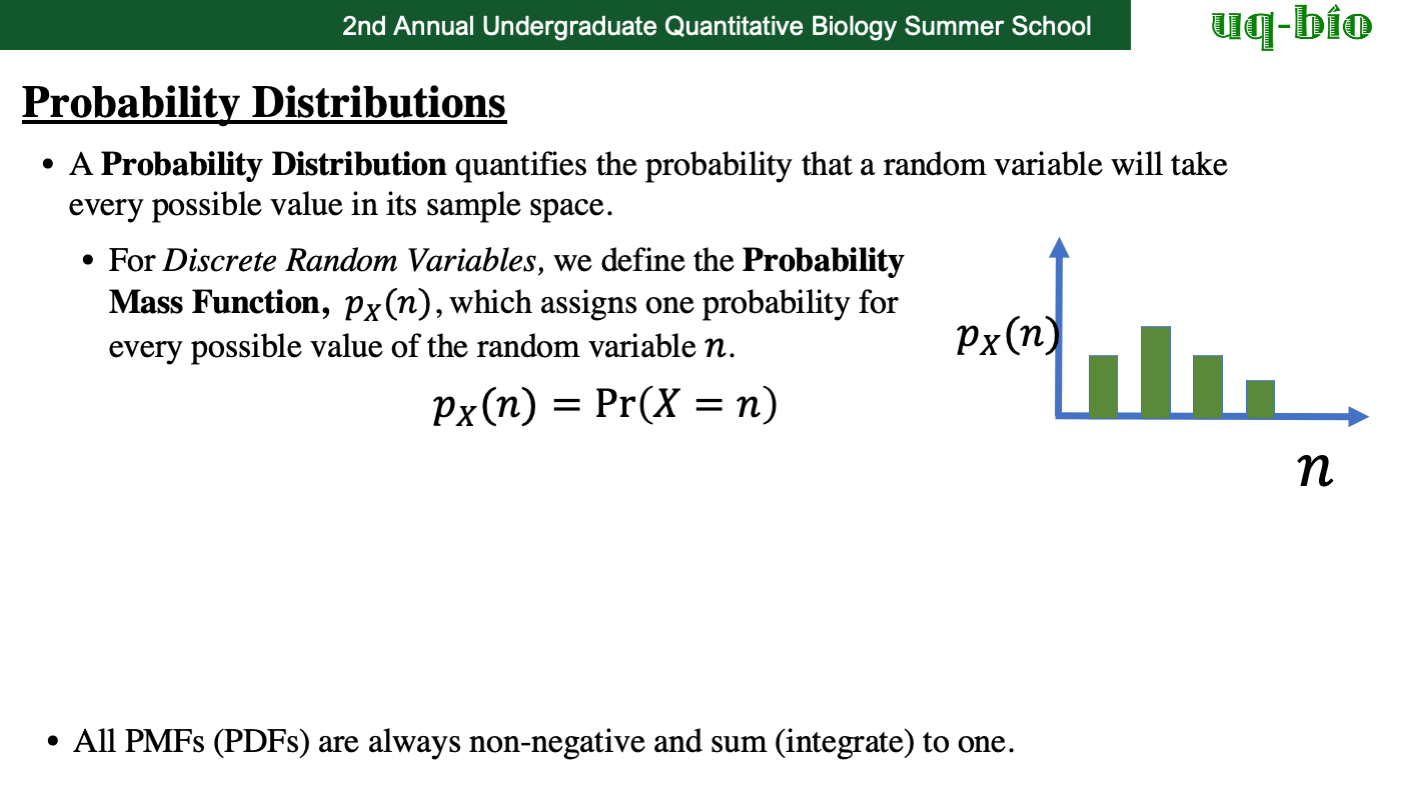 2nd Annual Undergraduate Quantitative Biology Summer School
uq-bio
Probability Distributions
• A Probability Distribution quantifies the probability that a random variable will take
every possible value in its sample space.
• For Discrete Random Variables, we define the Probability
Mass Function, p_X(n), which assigns one probability for
every possible value of the random variable n.
p_X(n) = Pr(X = n)
p_X(n)
n
• All PMFs (PDFs) are always non-negative and sum (integrate) to one.